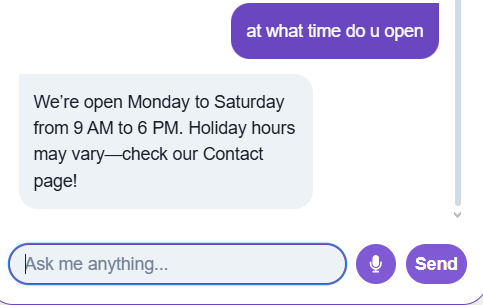 at what time do u open
We’re open Monday to Saturday
from 9 AM to 6 PM. Holiday hours
may vary—check our Contact
page!
Ask me anything...
Send